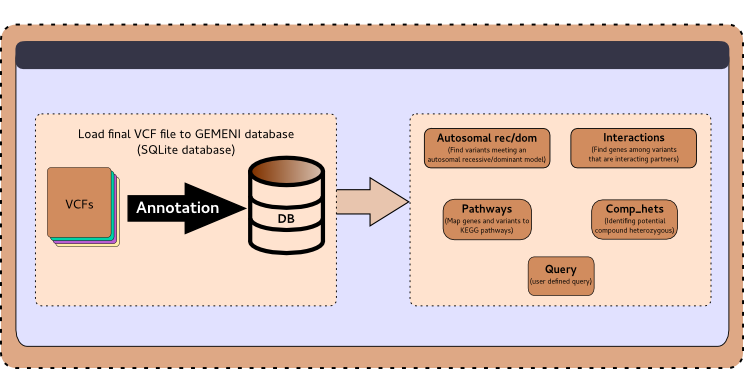 Load final VCF file to GEMENI database
(SQLite database)
VCFs
Annotation
DB
Autosomal rec/dom
(Find variants meeting an
autosomal recessive/dominant model)
Interactions
(Find genes among variants
that are interacting partners)
Pathways
(Map genes and variants to
KEGG pathways)
Comp_hets
(Identifing potential
compound heterozygous)
Query
(user defined query)